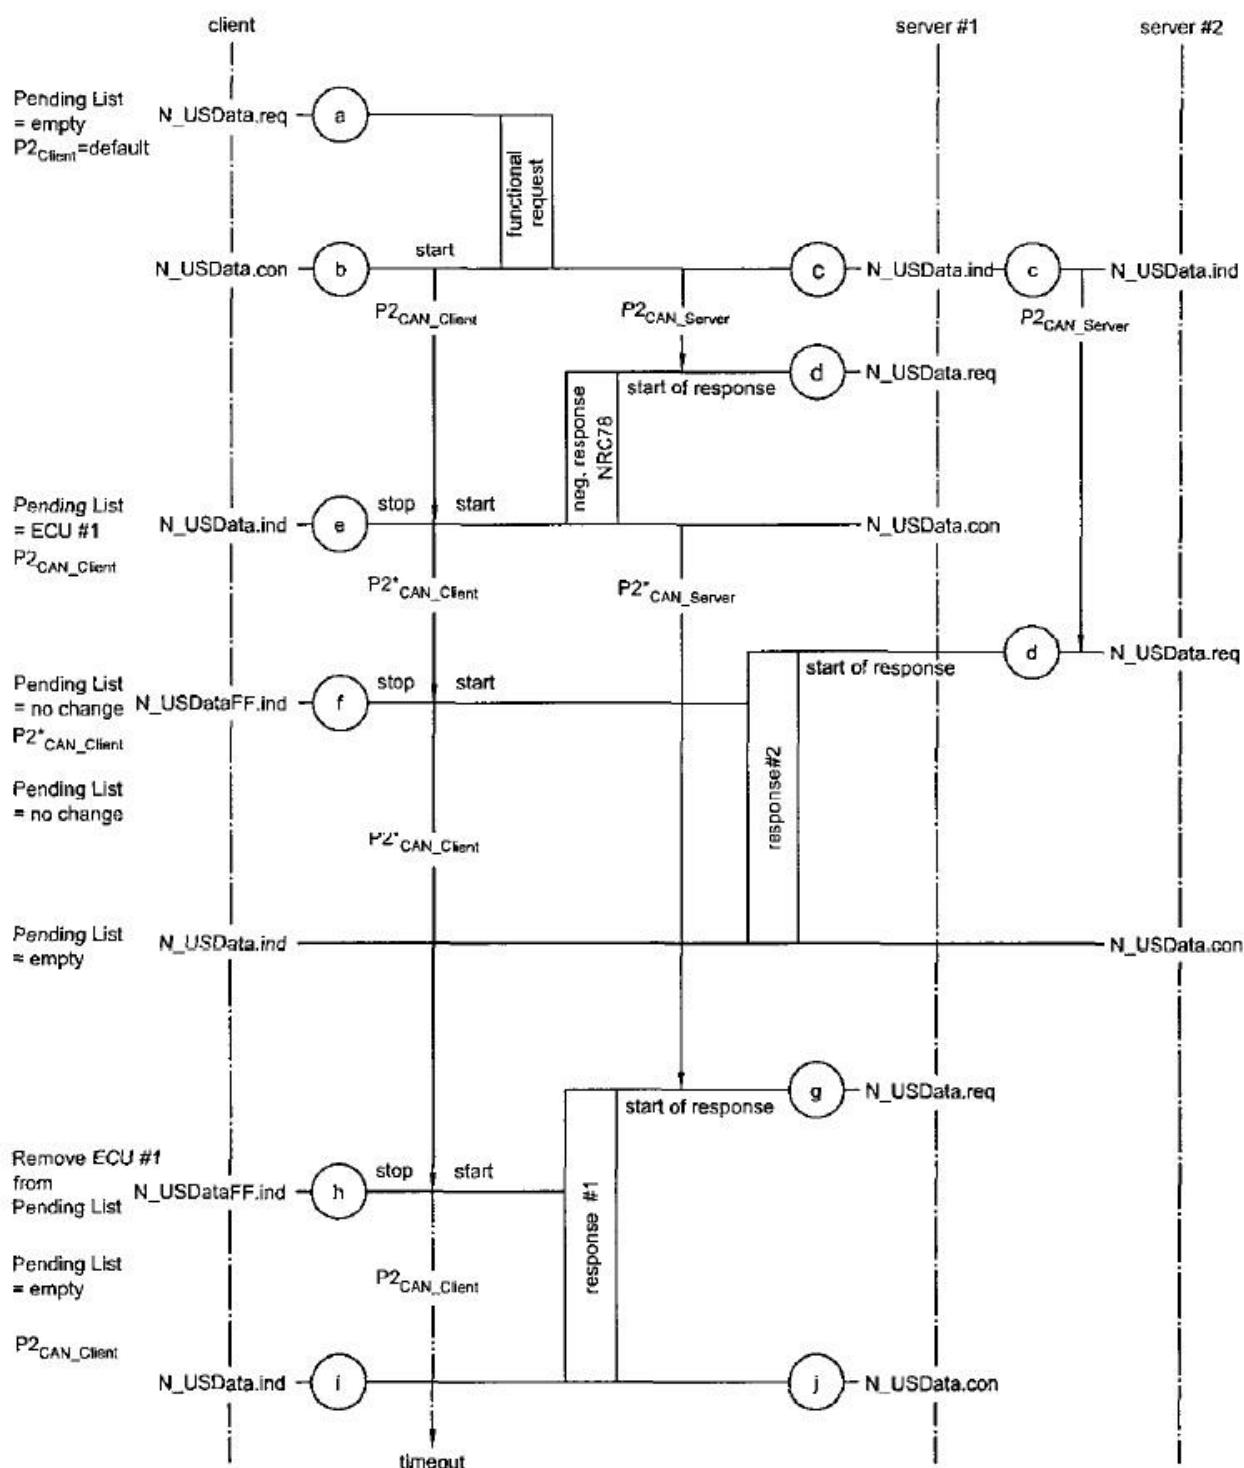 client
server #1
server #2
Pending List
= empty
P2Client=default
N_USData.req
a
functional
request
N_USData.con
b
start
c
N_USData.ind
c
N_USData.ind
P2CAN_Client
P2CAN_Server
P2CAN_Server
start of response
d
N_USData.req
neg. response
NRC78
Pending List
= ECU #1
P2CAN_Client
N_USData.ind
e
stop
start
N_USData.con
P2*CAN_Client
P2*CAN_Server
start of response
d
N_USData.req
Pending List
= no change
P2*CAN_Client
N_USDataFF.ind
f
stop
start
Pending List
= no change
response#2
P2*CAN_Client
Pending List
= empty
N_USData.ind
N_USData.con
start of response
g
N_USData.req
Remove ECU #1
from
Pending List
N_USDataFF.ind
h
stop
start
response #1
Pending List
= empty
P2CAN_Client
P2CAN_Client
N_USData.ind
i
j
N_USData.con
timeout